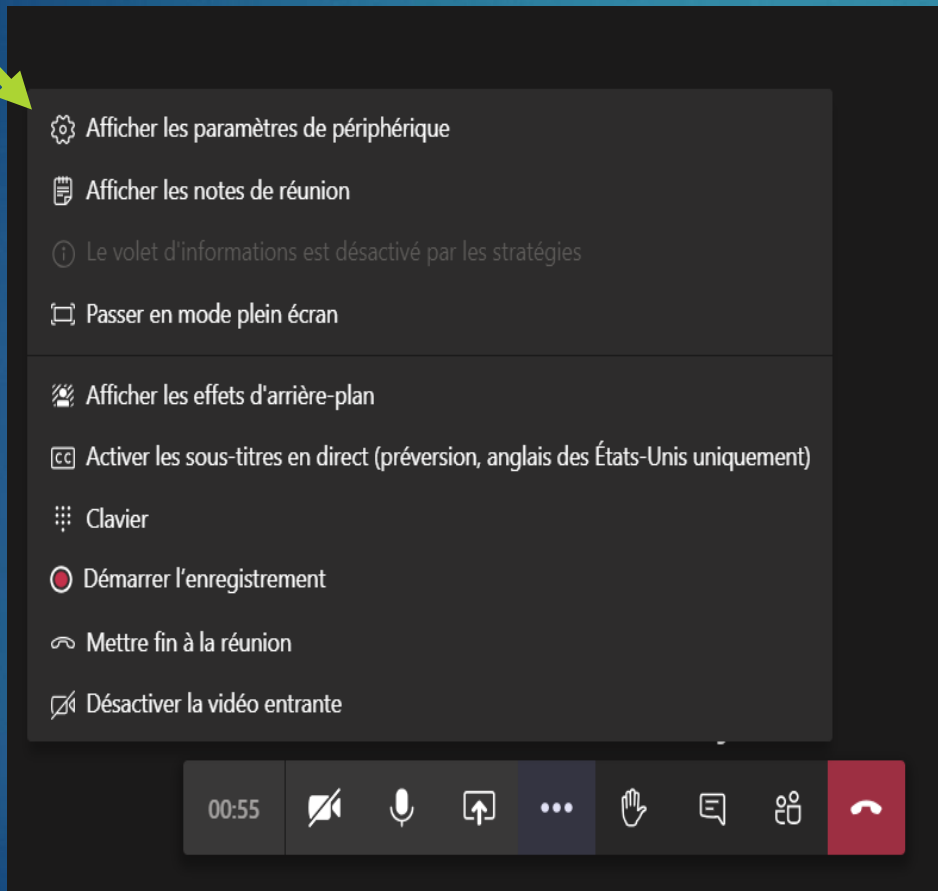 Afficher les paramètres de périphérique
Afficher les notes de réunion
Le volet d'informations est désactivé par les stratégies
Passer en mode plein écran
Afficher les effets d'arrière-plan
CC Activer les sous-titres en direct (préversion, anglais des États-Unis uniquement)
Clavier
Démarrer l'enregistrement
Mettre fin à la réunion
Désactiver la vidéo entrante
00:55